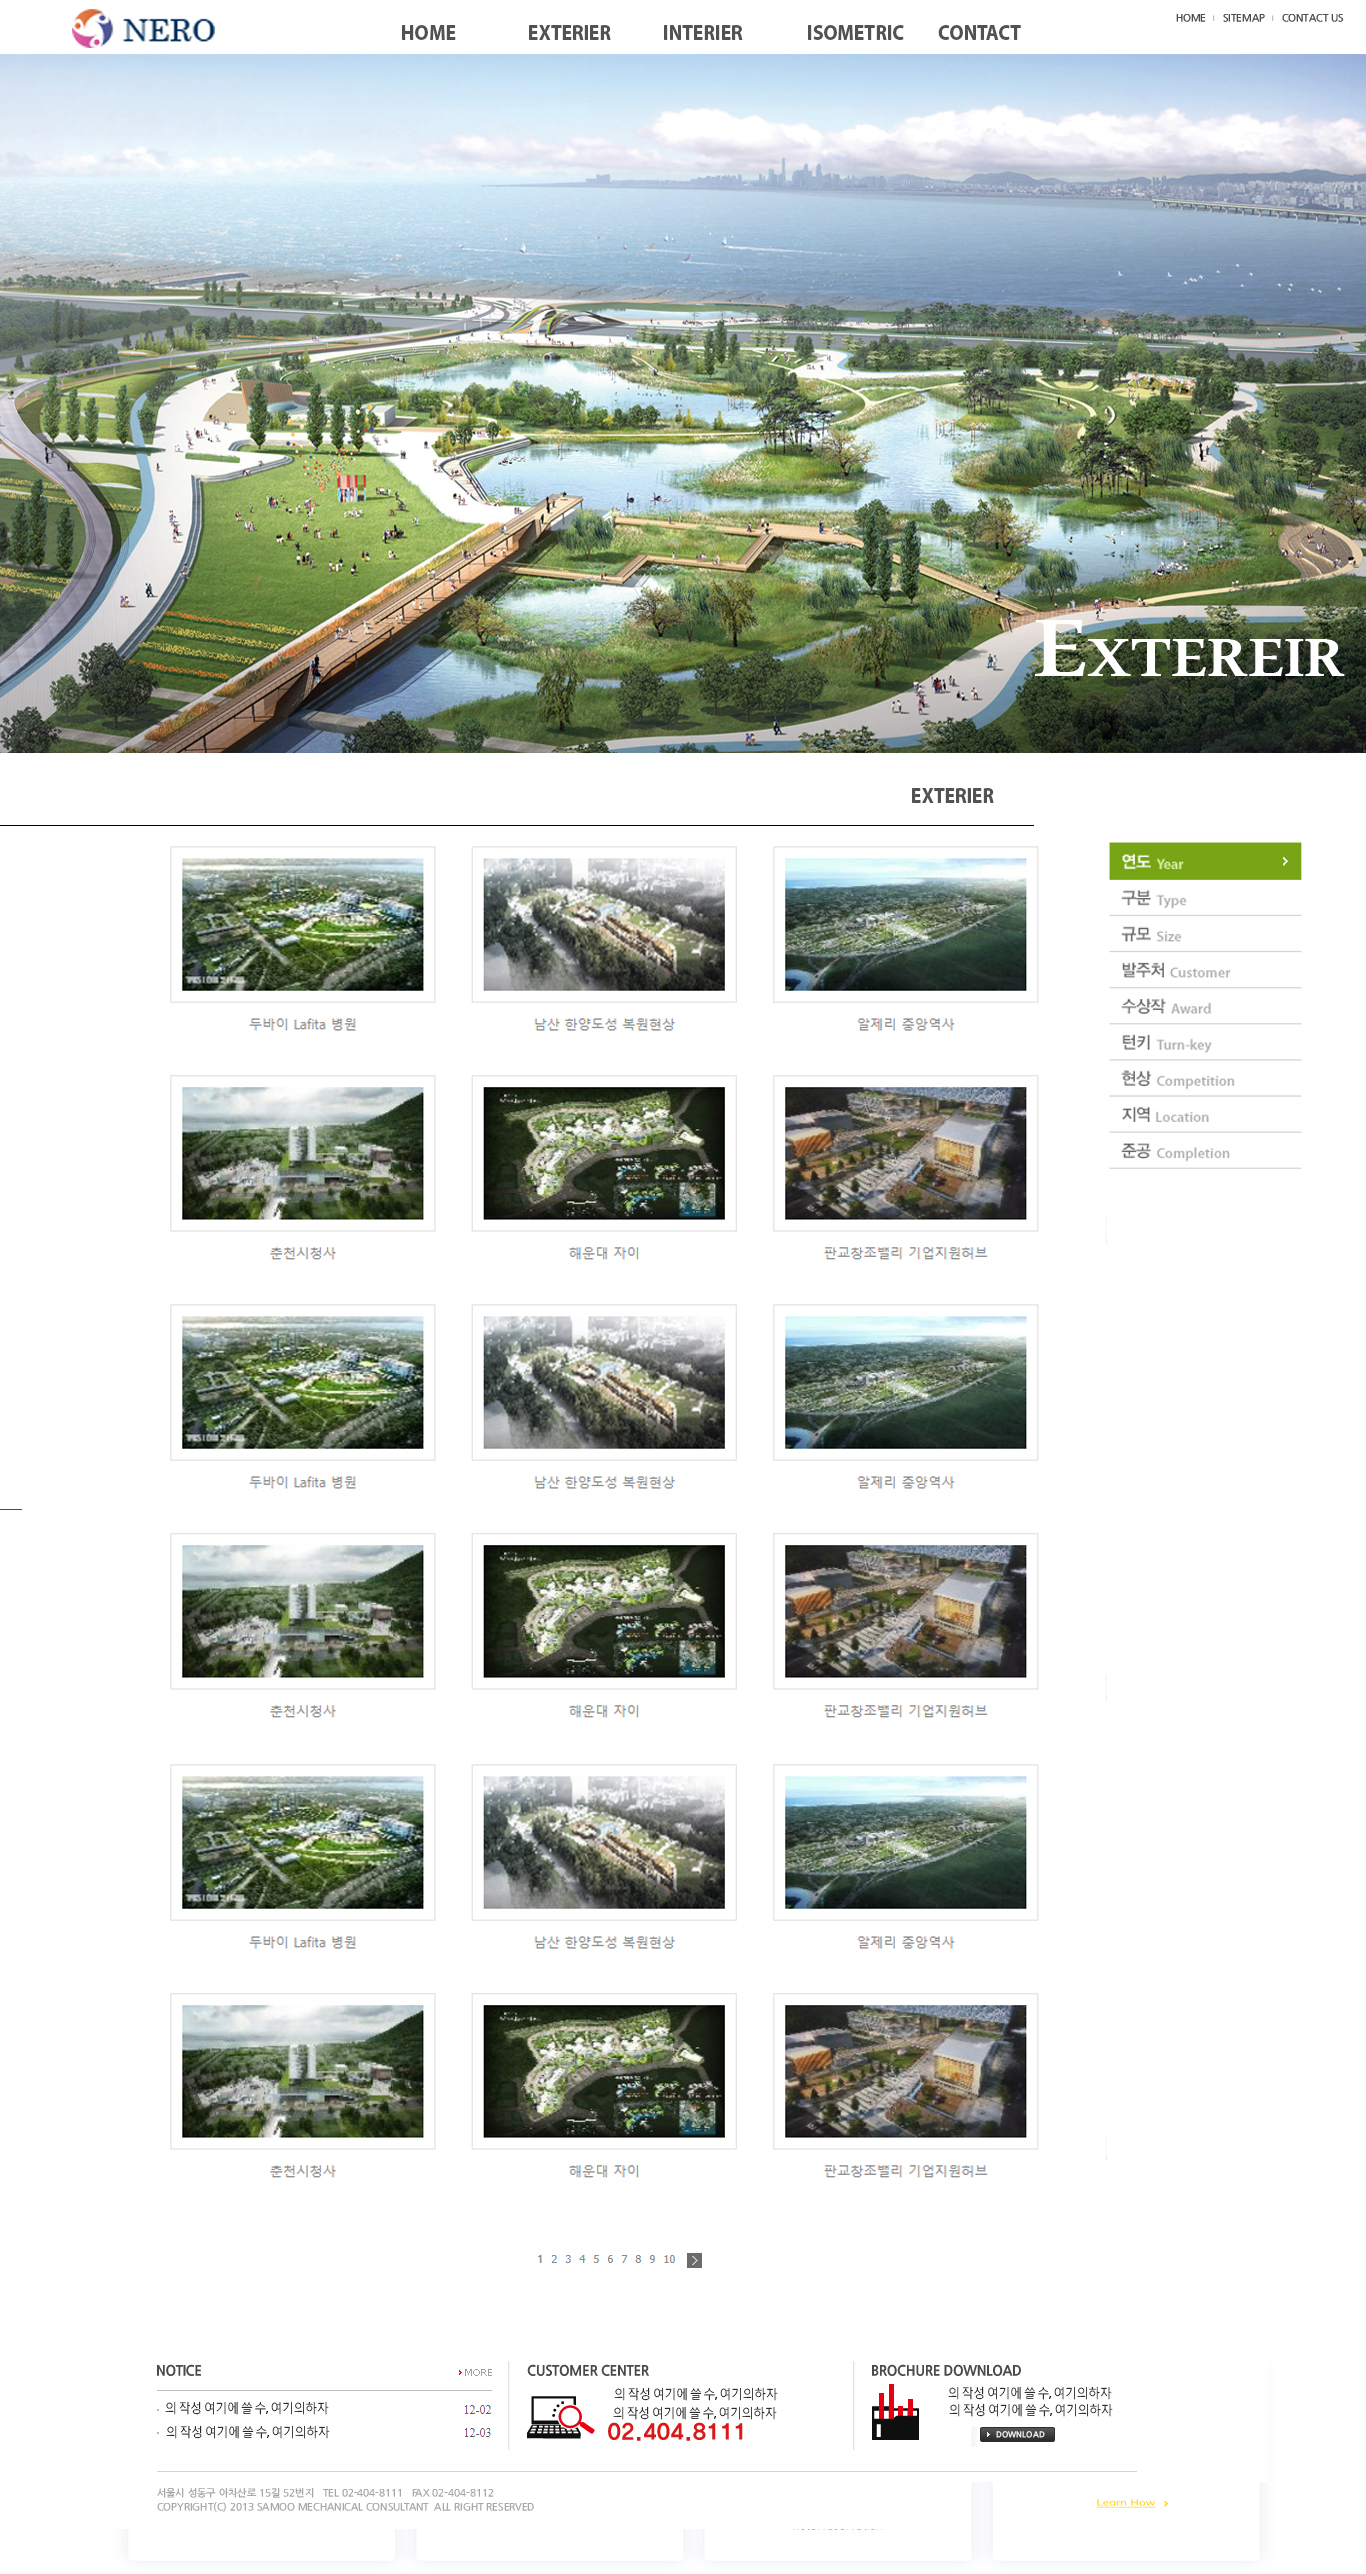 NERO
HOME EXTERIER INTERIER ISOMETRIC CONTACT
HOME SITEMAP CONTACT US
EXTEREIR
EXTERIER
연도 Year
구분 Type
규모 Size
발주처 Customer
수상작 Award
턴키 Turn-key
현상 Competition
지역 Location
준공 Completion
두바이 Lafita 병원 남산 한양도성 복원현상 알제리 중앙역사
춘천시청사 해운대 자이 판교창조밸리 기업지원허브
두바이 Lafita 병원 남산 한양도성 복원현상 알제리 중앙역사
춘천시청사 해운대 자이 판교창조밸리 기업지원허브
두바이 Lafita 병원 남산 한양도성 복원현상 알제리 중앙역사
춘천시청사 해운대 자이 판교창조밸리 기업지원허브
1 2 3 4 5 6 7 8 9 10
NOTICE MORE
· 의 작성 여기에 쓸 수, 여기의하자 12-02
· 의 작성 여기에 쓸 수, 여기의하자 12-03
CUSTOMER CENTER
의 작성 여기에 쓸 수, 여기의하자
의 작성 여기에 쓸 수, 여기의하자
02.404.8111
BROCHURE DOWNLOAD
의 작성 여기에 쓸 수, 여기의하자
의 작성 여기에 쓸 수, 여기의하자
DOWNLOAD
서울시 성동구 아차산로 15길 52번지 TEL 02-404-8111 FAX 02-404-8112
COPYRIGHT(C) 2013 SAMOO MECHANICAL CONSULTANT ALL RIGHT RESERVED
Learn How